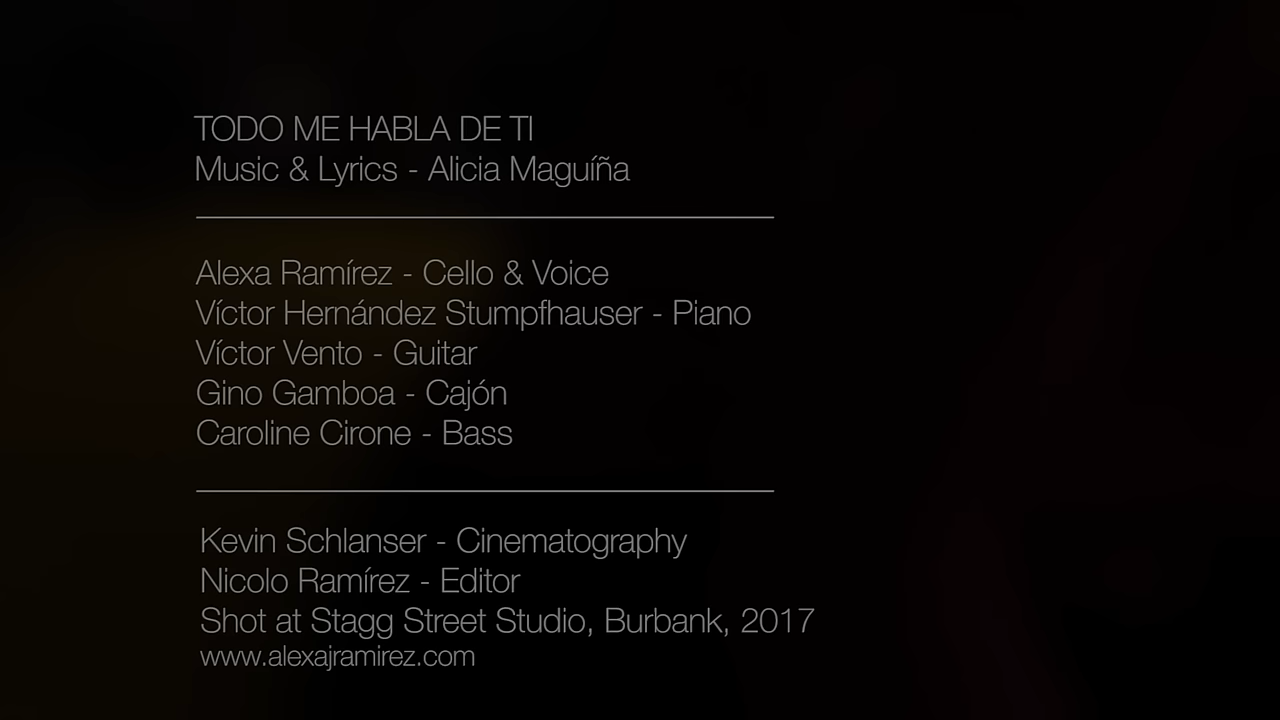 TODO ME HABLA DE TI
Music & Lyrics - Alicia Maguíña
Alexa Ramírez - Cello & Voice
Víctor Hernández Stumpfhauser - Piano
Víctor Vento - Guitar
Gino Gamboa - Cajón
Caroline Cirone - Bass
Kevin Schlanser - Cinematography
Nicolo Ramírez - Editor
Shot at Stagg Street Studio, Burbank, 2017
www.alexajramirez.com